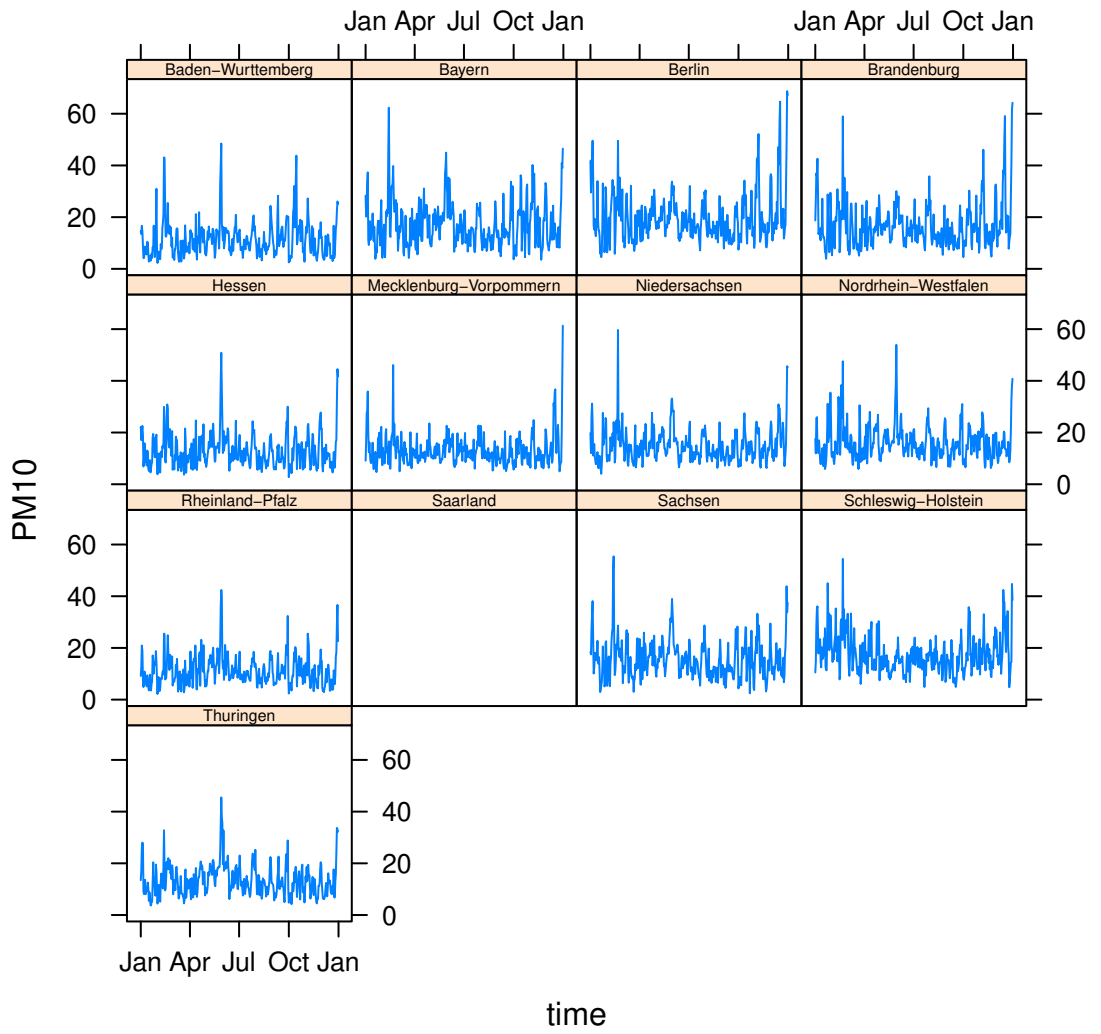 Jan Apr Jul Oct Jan Jan Apr Jul Oct Jan
Baden−Wurttemberg Bayern Berlin Brandenburg
60
40
20
0
Hessen Mecklenburg−Vorpommern Niedersachsen Nordrhein−Westfalen
60
40
20
0
PM10
Rheinland−Pfalz Saarland Sachsen Schleswig−Holstein
60
40
20
0
Thuringen
60
40
20
0
Jan Apr Jul Oct Jan
time